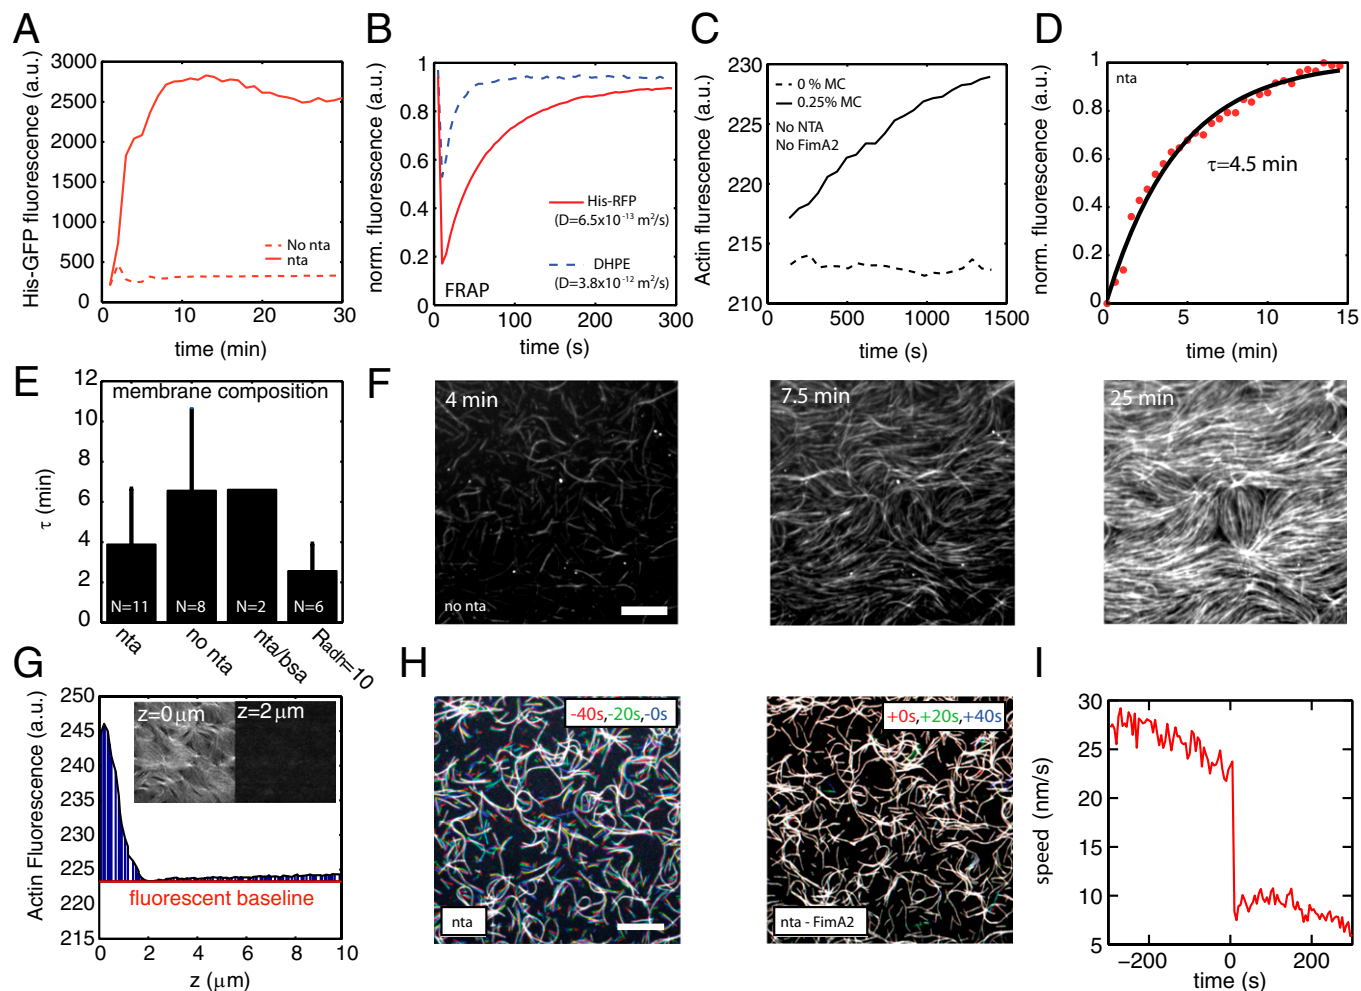 A
His-GFP fluorescence (a.u.)
3000
2500
2000
1500
1000
500
0
No nta
nta
0
10
20
30
time (min)
B
norm. fluorescence (a.u.)
1
0.8
0.6
0.4
0.2
0
His-RFP
(D=6.5x10⁻¹³ m²/s)
DHPE
(D=3.8x10⁻¹² m²/s)
FRAP
0
100
200
300
time (s)
C
Actin flurescence (a.u.)
230
225
220
215
210
0 % MC
0.25% MC
No NTA
No FimA2
0
500
1000
1500
time (s)
D
norm. fluorescence (a.u.)
1
0.8
0.6
0.4
0.2
0
nta
τ=4.5 min
0
5
10
15
time (min)
E
τ (min)
12
10
8
6
4
2
0
membrane composition
N=11
N=8
N=2
N=6
nta
no nta
nta/bsa
Radh=10
F
4 min
no nta
7.5 min
25 min
G
Actin Fluorescence (a.u.)
250
245
240
235
230
225
220
215
z=0 μm
z=2 μm
fluorescent baseline
0
2
4
6
8
10
z (μm)
H
-40s,-20s,-0s
nta
+0s,+20s,+40s
nta - FimA2
I
speed (nm/s)
30
25
20
15
10
5
−200
0
200
time (s)